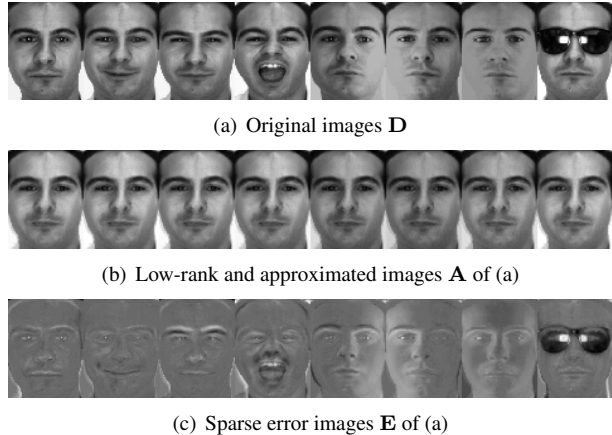 (a) Original images D
(b) Low-rank and approximated images A of (a)
(c) Sparse error images E of (a)